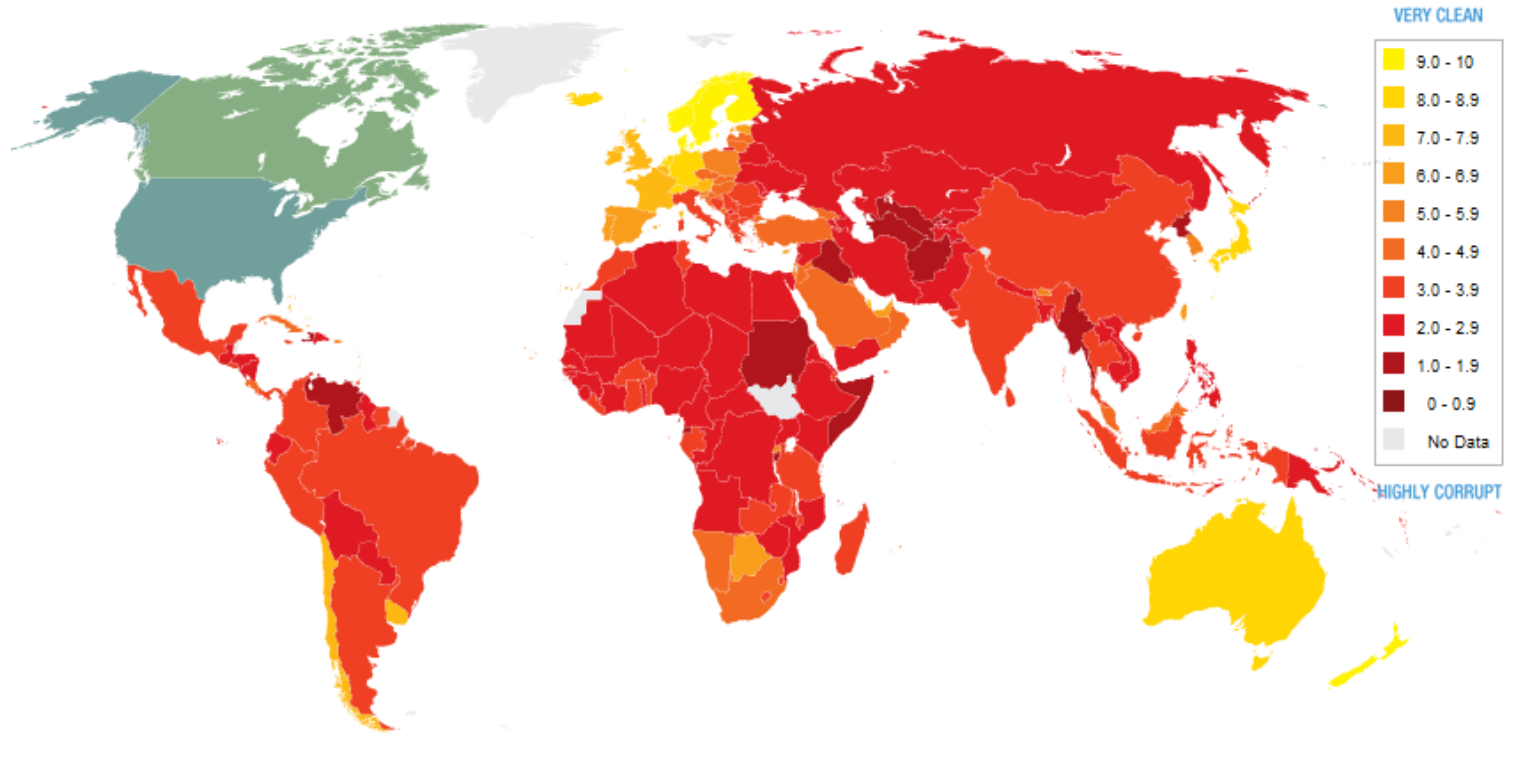 VERY CLEAN
9.0 - 10
8.0 - 8.9
7.0 - 7.9
6.0 - 6.9
5.0 - 5.9
4.0 - 4.9
3.0 - 3.9
2.0 - 2.9
1.0 - 1.9
0 - 0.9
No Data
HIGHLY CORRUPT